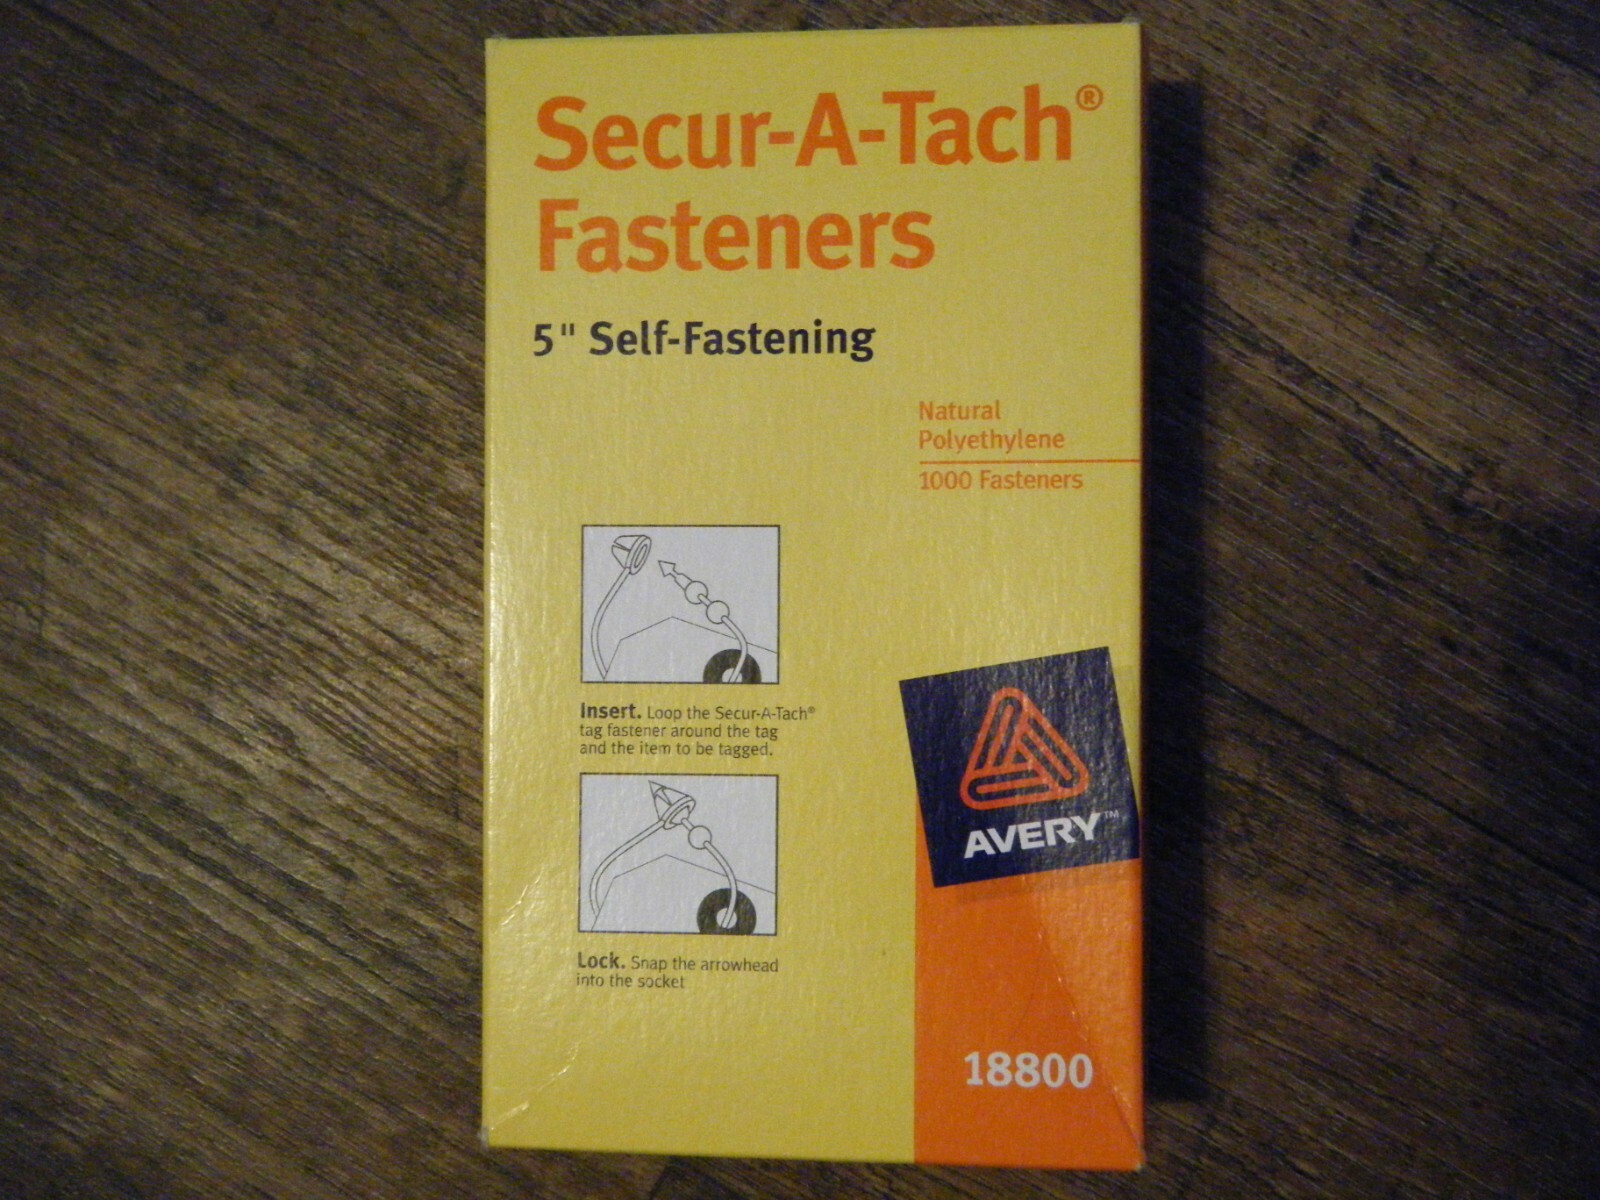 Secur-A-Tach®
Fasteners
5" Self-Fastening
Natural
Polyethylene
1000 Fasteners
Insert. Loop the Secur-A-Tach®
tag fastener around the tag
and the item to be tagged.
Lock. Snap the arrowhead
into the socket
AVERY™
18800